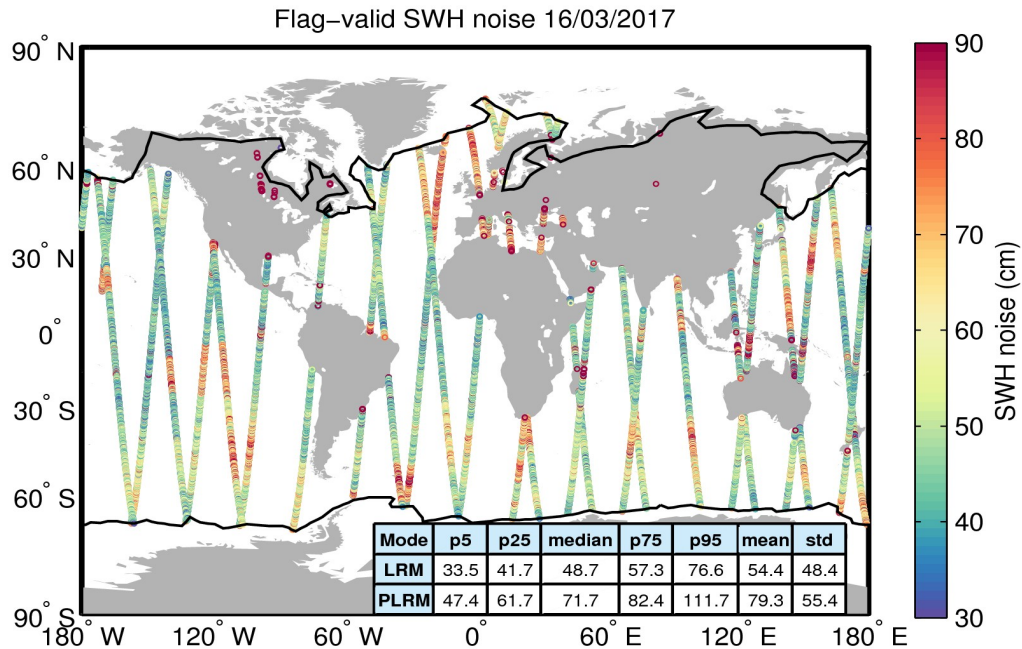 Flag−valid SWH noise 16/03/2017
90° N
60° N
30° N
0°
30° S
60° S
90° S
180° W
120° W
60° W
0°
60° E
120° E
180° E
90
80
70
60
50
40
30
SWH noise (cm)
Mode p5 p25 median p75 p95 mean std
LRM 33.5 41.7 48.7 57.3 76.6 54.4 48.4
PLRM 47.4 61.7 71.7 82.4 111.7 79.3 55.4